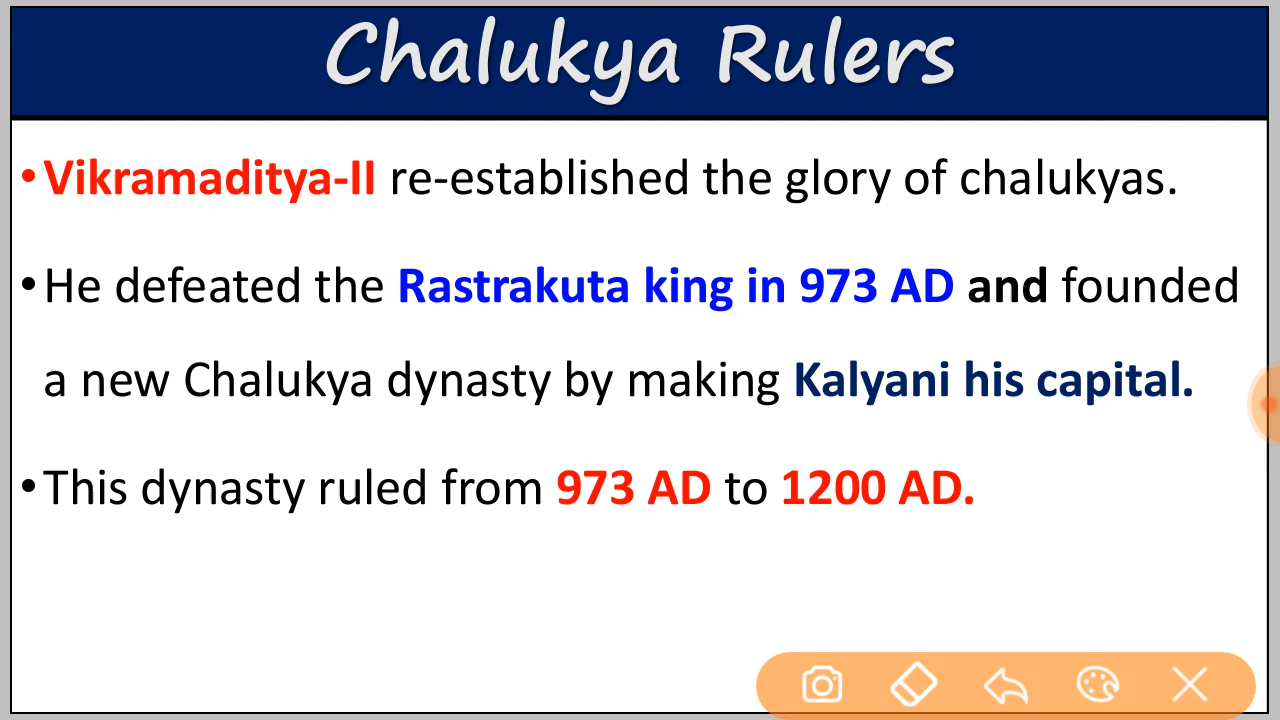 Chalukya Rulers
•Vikramaditya-II re-established the glory of chalukyas.
•He defeated the Rastrakuta king in 973 AD and founded
a new Chalukya dynasty by making Kalyani his capital.
•This dynasty ruled from 973 AD to 1200 AD.